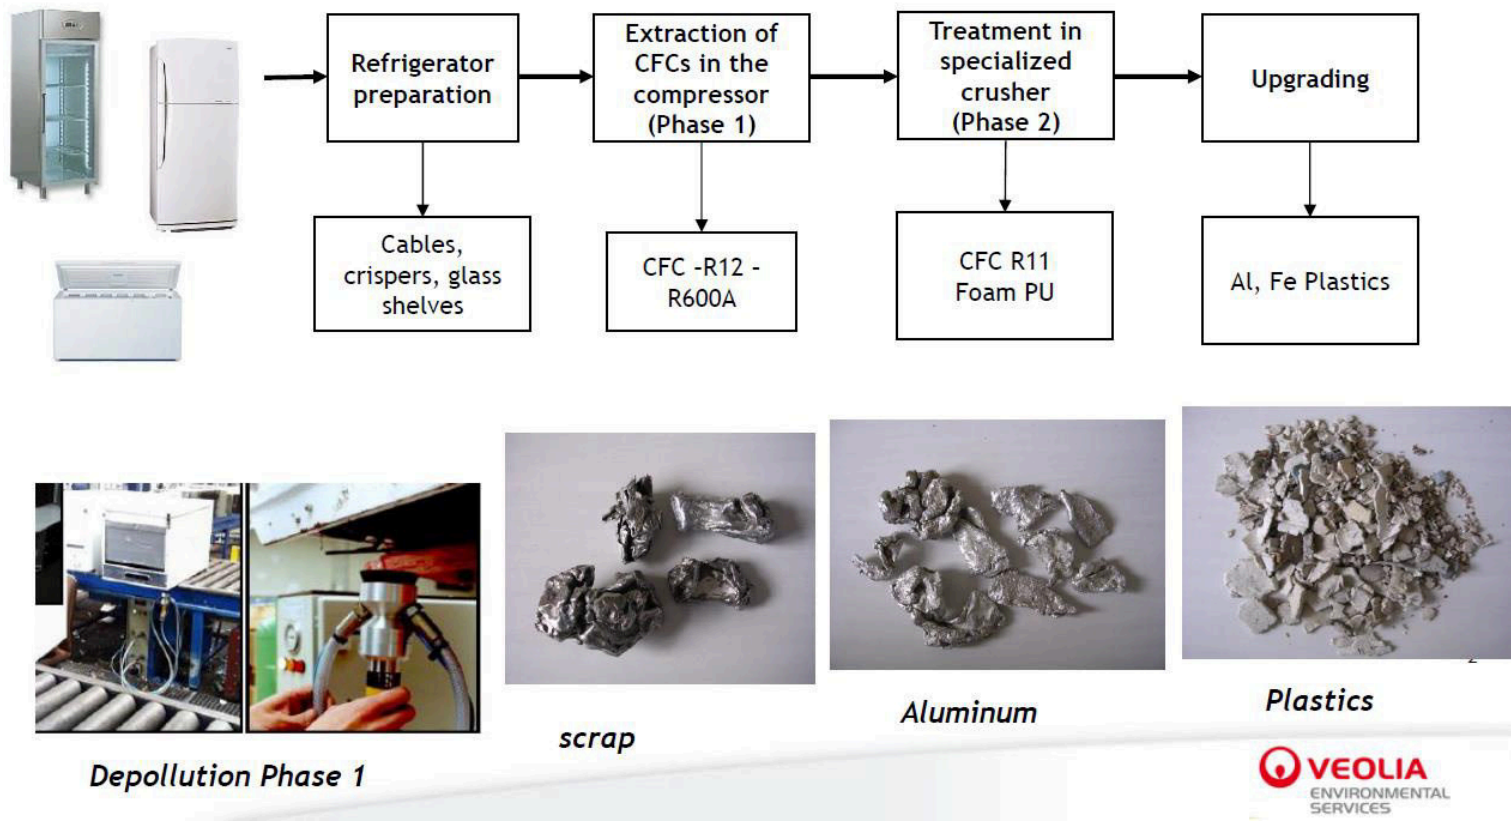 Refrigerator
preparation
Extraction of
CFCs in the
compressor
(Phase 1)
Treatment in
specialized
crusher
(Phase 2)
Upgrading
Cables,
crispers, glass
shelves
CFC -R12 -
R600A
CFC R11
Foam PU
Al, Fe Plastics
2
Depollution Phase 1
scrap
Aluminum
Plastics
VEOLIA
ENVIRONMENTAL
SERVICES